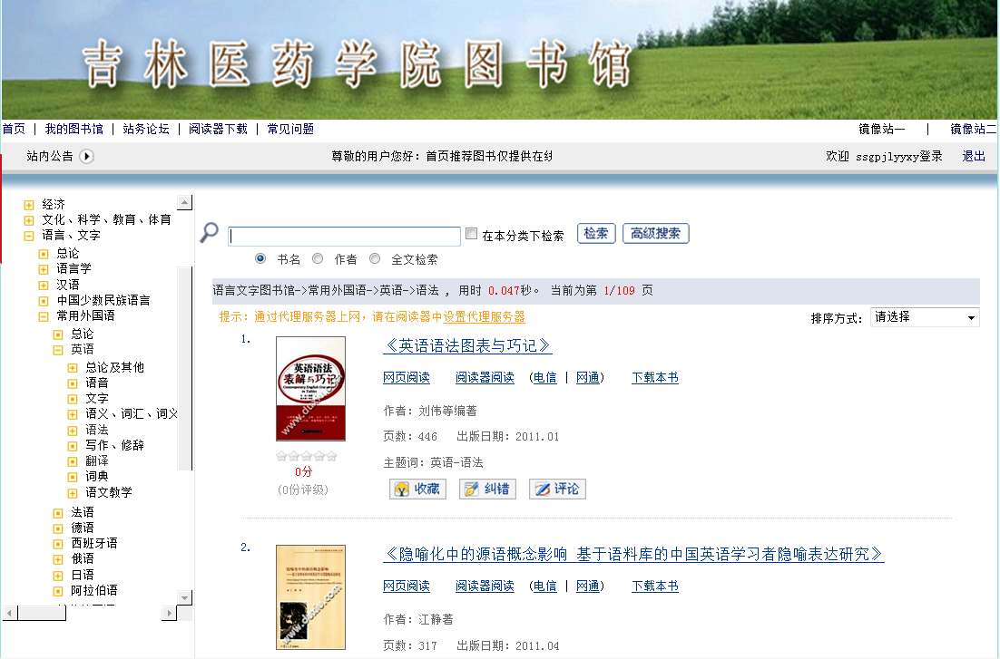 吉林医药学院图书馆
首页 | 我的图书馆 | 站务论坛 | 阅读器下载 | 常见问题 镜像站一 | 镜像站二
站内公告 尊敬的用户您好：首页推荐图书仅提供在线 欢迎 ssgpjlyyxy登录 退出
经济
文化、科学、教育、体育
语言、文字
总论
语言学
汉语
中国少数民族语言
常用外国语
总论
英语
总论及其他
语音
文字
语义、词汇、词义
语法
写作、修辞
翻译
词典
语文教学
法语
德语
西班牙语
俄语
日语
阿拉伯语
在本分类下检索 检索 高级搜索
书名 作者 全文检索
语言文字图书馆->常用外国语->英语->语法 , 用时 0.047秒。 当前为第 1/109 页
提示：通过代理服务器上网，请在阅读器中设置代理服务器
排序方式： 请选择
1.
英语语法
表解与巧记
www.duxiu.com
《英语语法图表与巧记》
网页阅读 阅读器阅读 (电信 | 网通) 下载本书
作者：刘伟等编著
页数：446 出版日期：2011.01
主题词：英语-语法
0分
(0份评级)
收藏 纠错 评论
2.
www.duxiu.com
《隐喻化中的源语概念影响 基于语料库的中国英语学习者隐喻表达研究》
网页阅读 阅读器阅读 (电信 | 网通) 下载本书
作者：江静著
页数：317 出版日期：2011.04